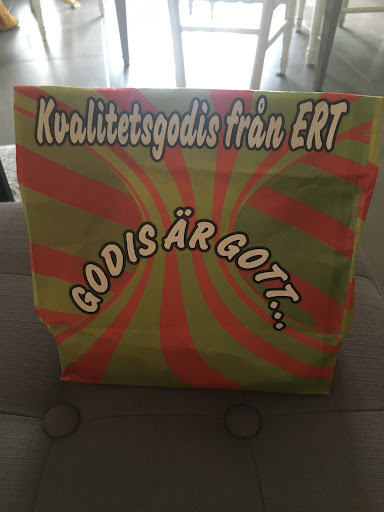 Kvalitetsgodis från ERT
GODIS ÄR GOTT...